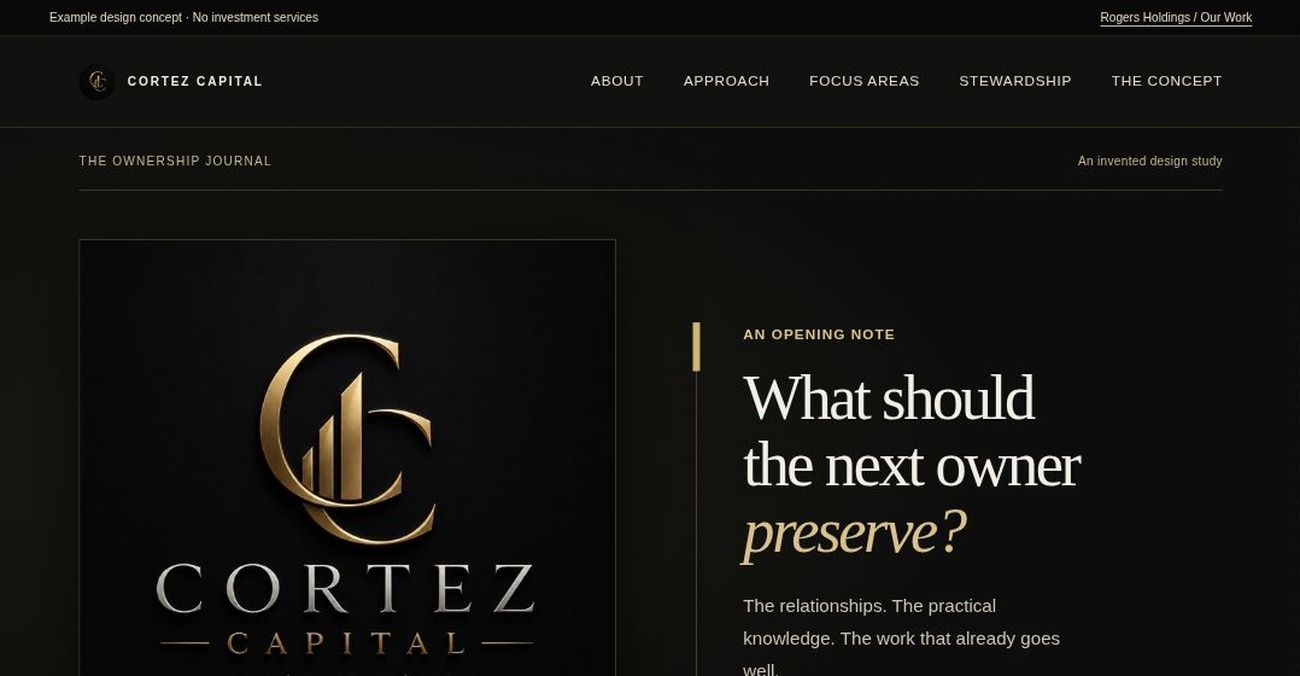 Example design concept · No investment services
Rogers Holdings / Our Work
CORTEZ CAPITAL
ABOUT
APPROACH
FOCUS AREAS
STEWARDSHIP
THE CONCEPT
THE OWNERSHIP JOURNAL
An invented design study
CORTEZ
CAPITAL
AN OPENING NOTE
What should
the next owner
preserve?
The relationships. The practical
knowledge. The work that already goes
well.